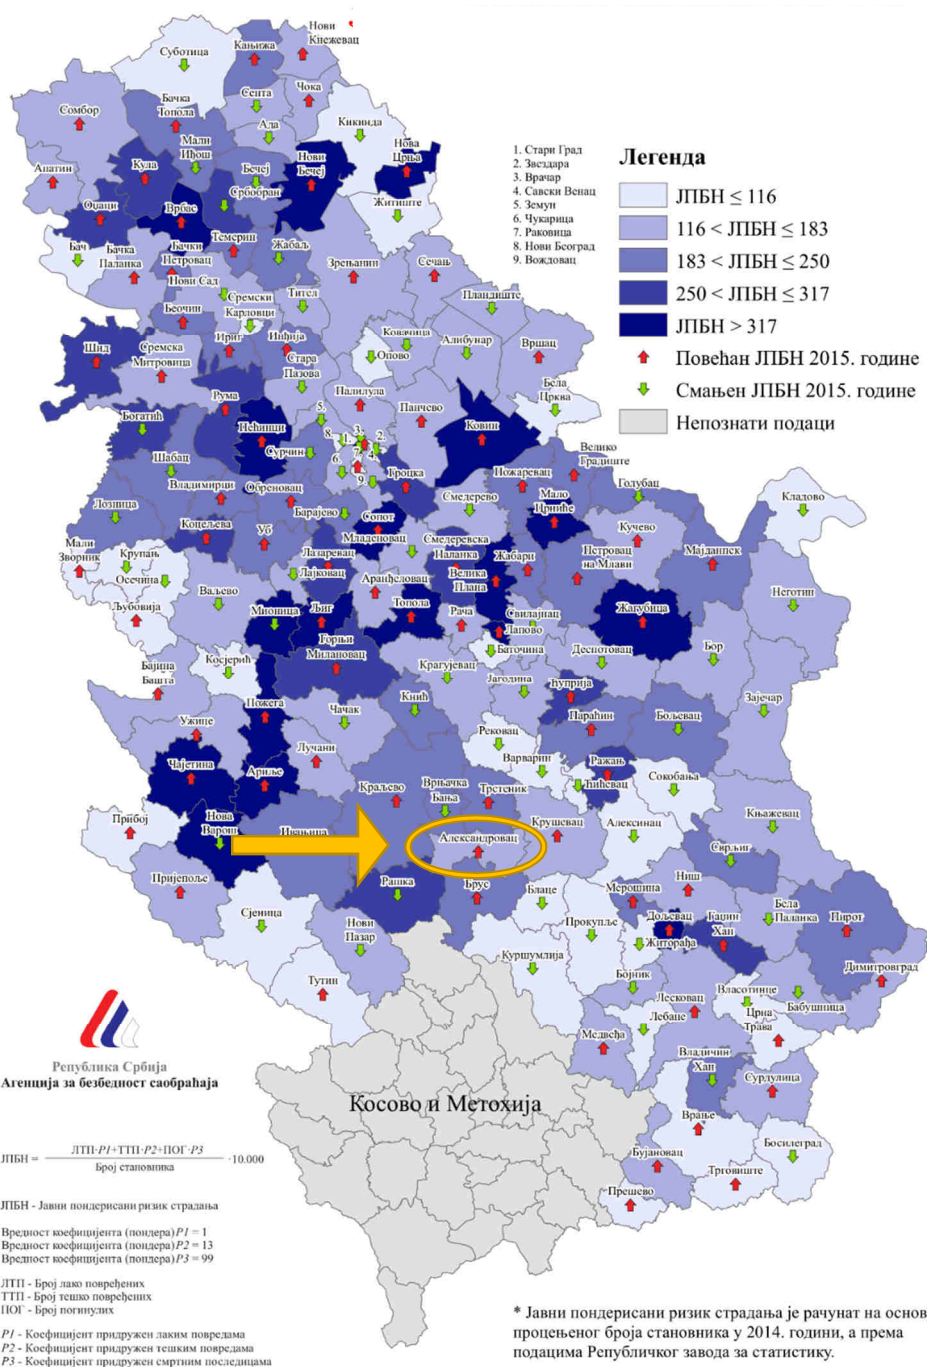 Нови
Кнежевац
Суботица
Кањижа
Сента
Чока
Сомбор
Бачка
Топола
Ада
Кикинда
Мали
Иђош
Нова
Црња
Апатин
Кула
Бечеј
Нови
Бечеј
Србобран
Житиште
Оџаци
Врбас
Темерин
Жабаљ
Бач
Бачка
Паланка
Бачки
Петровац
Зрењанин
Сечањ
Нови Сад
Тител
Пландиште
Беочин
Сремски
Карловци
Шид
Сремска
Митровица
Ириг
Инђија
Ковачица
Опово
Алибунар
Вршац
Стара
Пазова
Бела
Црква
Рума
Палилула
Панчево
Богатић
Нећинци
5.
8.
3.
1.
2.
7.
4.
6.
9.
Ковин
Шабац
Сурчин
Гроцка
Пожаревац
Велико
Градиште
Голубац
Владимирци
Обреновац
Кладово
Лозница
Барајево
Сопот
Смедерево
Мало
Црниће
Коцељева
Уб
Младеновац
Смедеревска
Паланка
Кучево
Мали
Зворник
Крупањ
Лазаревац
Жабари
Петровац
на Млави
Мајданпек
Осечина
Лајковац
Аранђеловац
Велика
Плана
Ваљево
Неготин
Љубовија
Мионица
Љиг
Топола
Рача
Свилајнац
Лапово
Жагубица
Баточина
Косјерић
Горњи
Милановац
Деспотовац
Бор
Бајина
Башта
Крагујевац
Јагодина
Пожега
Кнић
Ћуприја
Зајечар
Ужице
Чачак
Параћин
Бољевац
Лучани
Рековац
Чајетина
Ариље
Варварин
Ражањ
Сокобања
Ћићевац
Краљево
Врњачка
Бања
Трстеник
Прибој
Нова
Варош
Ивањица
Александровац
Крушевац
Алексинац
Књажевац
Сврљиг
Пријепоље
Рашка
Брус
Блаце
Мерошина
Ниш
Бела
Паланка
Пирот
Сјеница
Нови
Пазар
Прокупље
Дољевац
Гаџин
Хан
Житорађа
Куршумлија
Димитровград
Тутин
Бојник
Власотинце
Бабушница
Лесковац
Лебане
Црна
Трава
Медвеђа
Владичин
Хан
Сурдулица
Врање
Босилеград
Бујановац
Трговиште
Прешево
Косово и Метохија
1. Стари Град
2. Звездара
3. Врачар
4. Савски Венац
5. Земун
6. Чукарица
7. Раковица
8. Нови Београд
9. Вождовац
Легенда
ЈПБН ≤ 116
116 < ЈПБН ≤ 183
183 < ЈПБН ≤ 250
250 < ЈПБН ≤ 317
ЈПБН > 317
Повећан ЈПБН 2015. године
Смањен ЈПБН 2015. године
Непознати подаци
Република Србија
Агенција за безбедност саобраћаја
ЈПБН = ЛТП·P1+ТТП·P2+ПОГ·P3 / Број становника ·10.000
ЈПБН - Јавни пондерисани ризик страдања
Вредност коефицијента (пондера) P1 = 1
Вредност коефицијента (пондера) P2 = 13
Вредност коефицијента (пондера) P3 = 99
ЛТП - Број лако повређених
ТТП - Број тешко повређених
ПОГ - Број погинулих
P1 - Коефицијент придружен лаким повредама
P2 - Коефицијент придружен тешким повредама
P3 - Коефицијент придружен смртним последицама
* Јавни пондерисани ризик страдања је рачунат на основ
процењеног броја становника у 2014. години, а према
подацима Републичког завода за статистику.